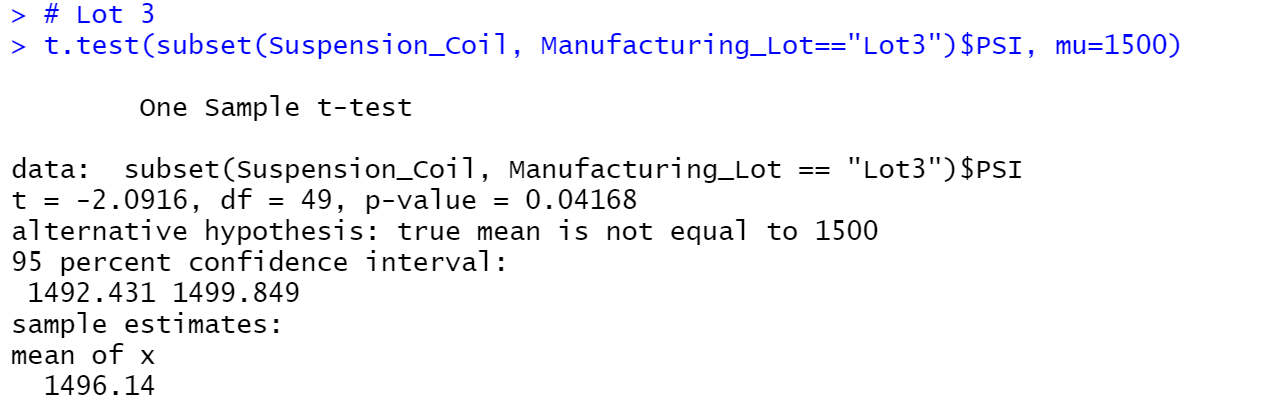 > # Lot 3
> t.test(subset(Suspension_Coil, Manufacturing_Lot=="Lot3")$PSI, mu=1500)
One Sample t-test
data:  subset(Suspension_Coil, Manufacturing_Lot == "Lot3")$PSI
t = -2.0916, df = 49, p-value = 0.04168
alternative hypothesis: true mean is not equal to 1500
95 percent confidence interval:
 1492.431 1499.849
sample estimates:
mean of x
  1496.14